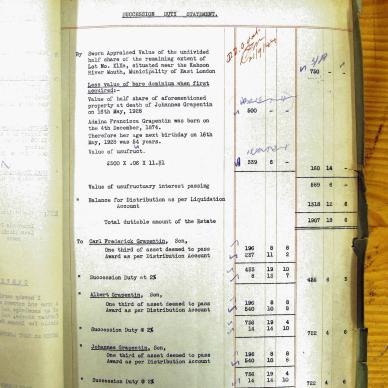 SUCCESSION DUTY STATEMENT.
By Sworn Appraised Value of the undivided
half share of the remaining extent of
Lot No. situated near the Kahoon
River Mouth, Municipality of East London 750 - -
Less value of bare dominium when first
acquired:-
Value of half share of aforementioned
property at death of Johannes Grapentin
on 16th May, 1928 500 - -
Adeina Francisca Grapentin was born on
the 4th December, 1874.
Therefore her age next birthday on 16th
May, 1928 was 54 years.
Value of usufruct.
£500 X .06 X 11.31 339 6 - 160 14 -
Value of usufructuary interest passing 589 6 -
" Balance for Distribution as per Liquidation
Account 1318 12 6
Total dutiable amount of the Estate 1907 18 6
To Carl Frederick Grapentin, Son,
One third of asset deemed to pass 196 8 8
Award as per Distribution Account 237 11 2
433 19 10
" Succession Duty at 2% 8 13 7
" Albert Grapentin, Son,
One third of asset deemed to pass 196 8 8
Award as per Distribution Account 540 10 8
736 19 4
" Succession Duty @ 2% 14 14 10 722 4 6
" Johannes Grapentin, Son,
One third of asset deemed to pass 196 8 8
Award as per Distribution Account 540 10 8
736 19 4
" Succession Duty @ 2% 14 14 10 722 4 6